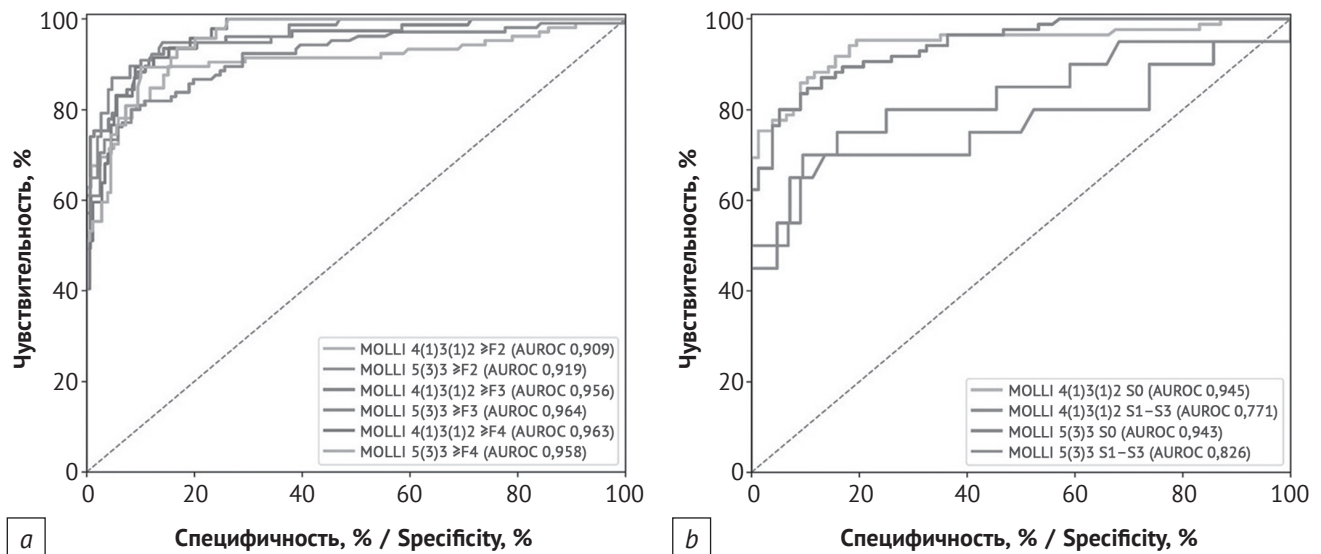 100
80
60
40
20
0
Чувствительность, %
MOLLI 4(1)3(1)2 ⩾F2 (AUROC 0,909)
MOLLI 5(3)3 ⩾F2 (AUROC 0,919)
MOLLI 4(1)3(1)2 ⩾F3 (AUROC 0,956)
MOLLI 5(3)3 ⩾F3 (AUROC 0,964)
MOLLI 4(1)3(1)2 ⩾F4 (AUROC 0,963)
MOLLI 5(3)3 ⩾F4 (AUROC 0,958)
0 20 40 60 80 100
Специфичность, % / Specificity, %
a
100
80
60
40
20
0
Чувствительность, %
MOLLI 4(1)3(1)2 S0 (AUROC 0,945)
MOLLI 4(1)3(1)2 S1–S3 (AUROC 0,771)
MOLLI 5(3)3 S0 (AUROC 0,943)
MOLLI 5(3)3 S1–S3 (AUROC 0,826)
0 20 40 60 80 100
Специфичность, % / Specificity, %
b